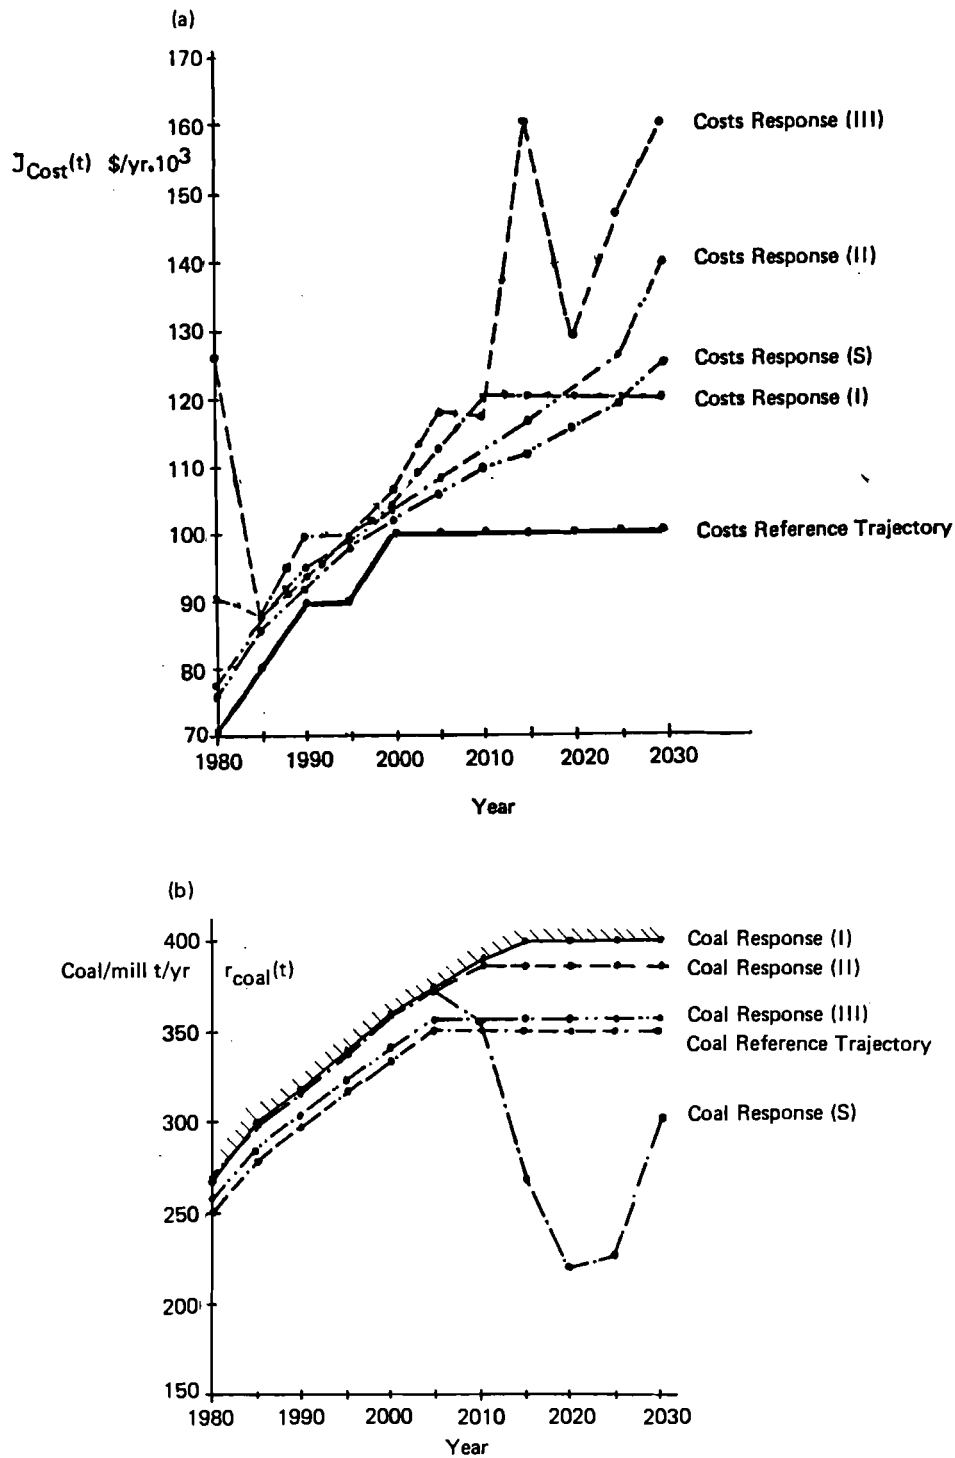 (a)
170
160
J_Cost(t) $/yr.10^3
150
140
130
120
110
100
90
80
70
Costs Response (III)
Costs Response (II)
Costs Response (S)
Costs Response (I)
Costs Reference Trajectory
1980 1990 2000 2010 2020 2030
Year
(b)
400
Coal/mill t/yr r_coal(t)
350
300
250
200
150
Coal Response (I)
Coal Response (II)
Coal Response (III)
Coal Reference Trajectory
Coal Response (S)
1980 1990 2000 2010 2020 2030
Year